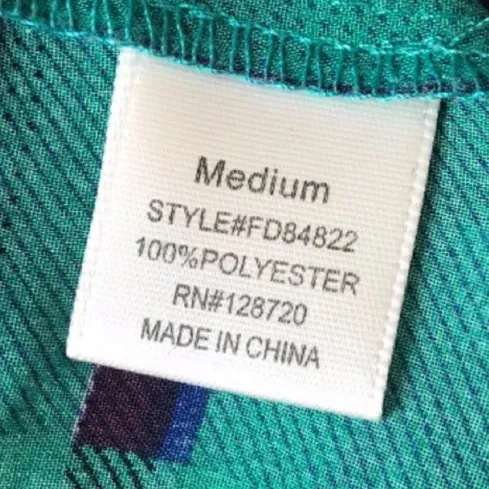 Medium
STYLE#FD84822
100%POLYESTER
RN#128720
MADE IN CHINA